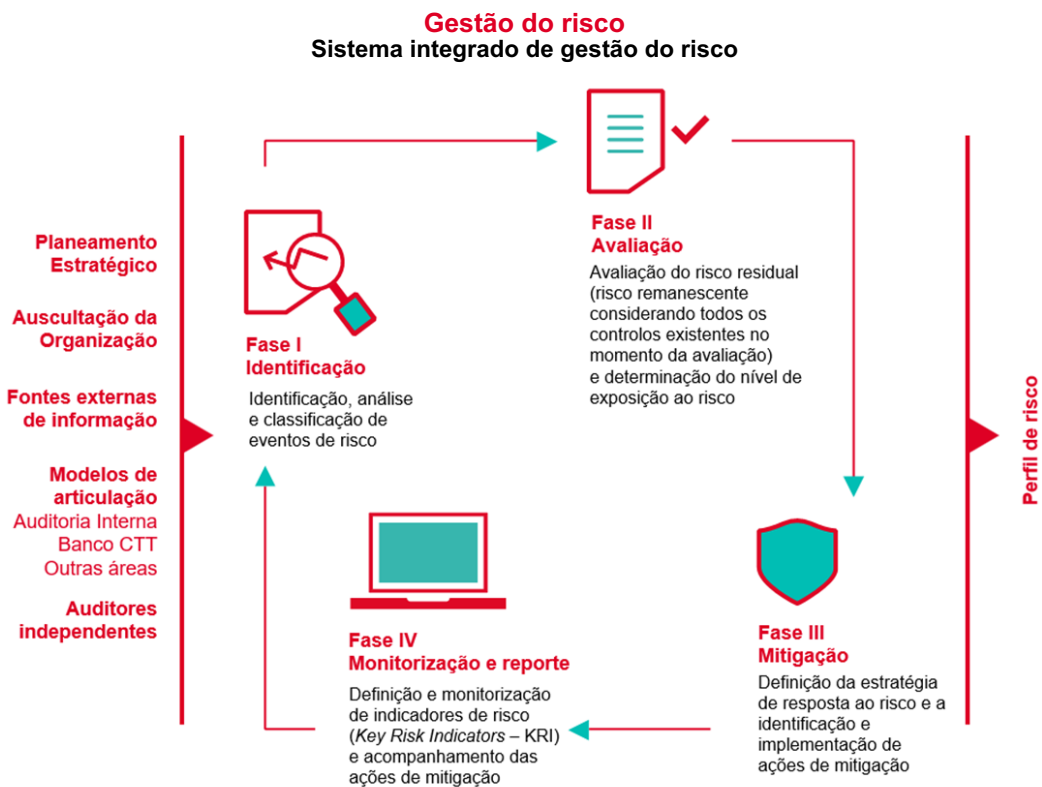 Gestão do risco
Sistema integrado de gestão do risco
Planeamento
Estratégico
Auscultação da
Organização
Fontes externas
de informação
Modelos de
articulação
Auditoria Interna
Banco CTT
Outras áreas
Auditores
independentes
Fase I
Identificação
Identificação, análise
e classificação de
eventos de risco
Fase II
Avaliação
Avaliação do risco residual
(risco remanescente
considerando todos os
controlos existentes no
momento da avaliação)
e determinação do nível de
exposição ao risco
Fase III
Mitigação
Definição da estratégia
de resposta ao risco e a
identificação e
implementação de
ações de mitigação
Fase IV
Monitorização e reporte
Definição e monitorização
de indicadores de risco
(Key Risk Indicators – KRI)
e acompanhamento das
ações de mitigação
Perfil de risco